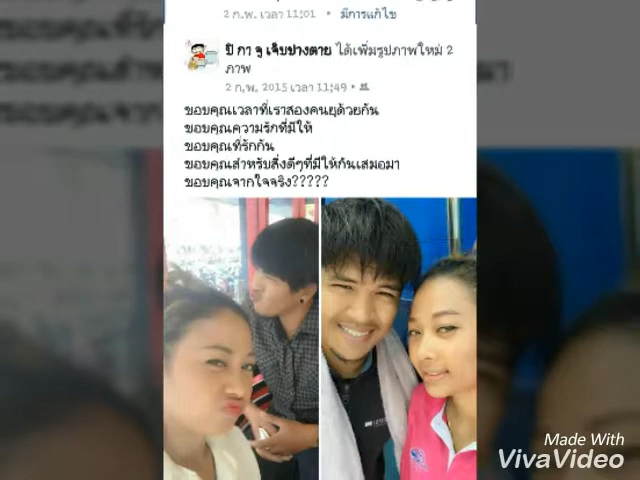 2 ก.พ. เวลา 11:01 • มีการแก้ไข
ปิ กา จู เจ็บปางตาย ได้เพิ่มรูปภาพใหม่ 2
ภาพ
2 ก.พ. 2015 เวลา 11:49 •
ขอบคุณเวลาที่เราสองคนอยู่ด้วยกัน
ขอบคุณความรักที่มีให้
ขอบคุณที่รักกัน
ขอบคุณสำหรับสิ่งดีๆที่มีให้กันเสมอมา
ขอบคุณจากใจจริง?????
Made With
VivaVideo